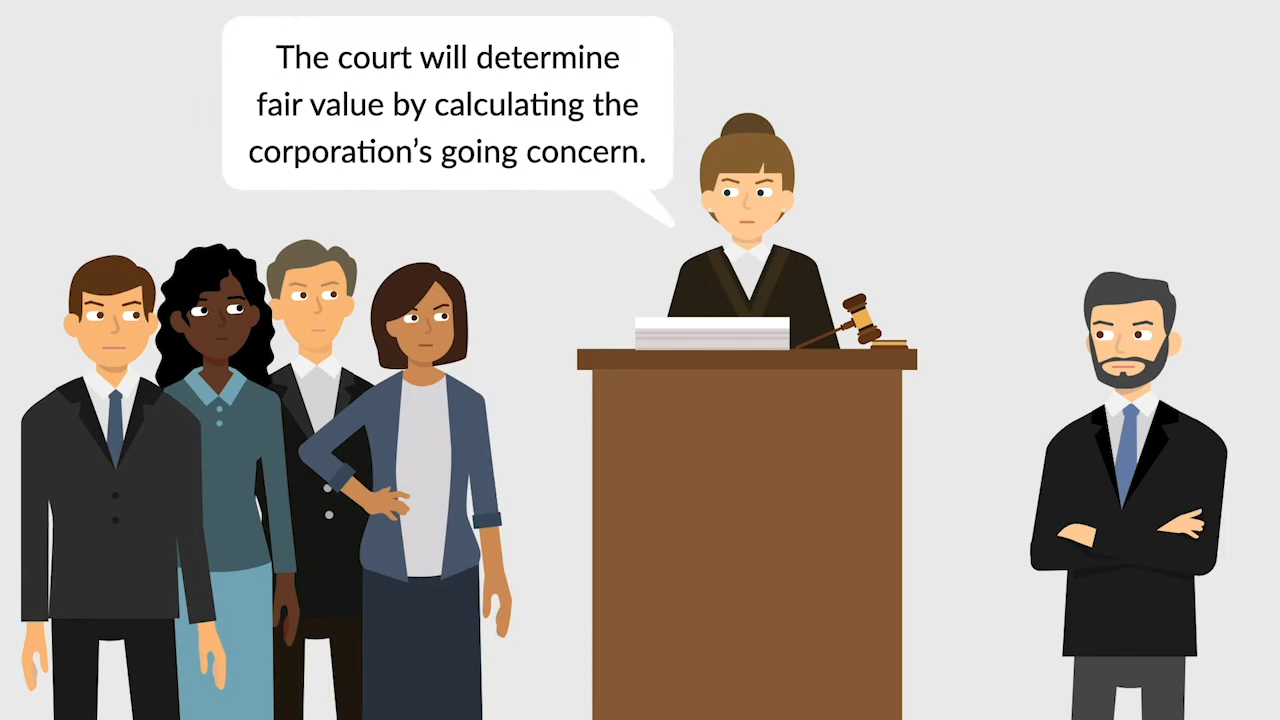 The court will determine
fair value by calculating the
corporation’s going concern.